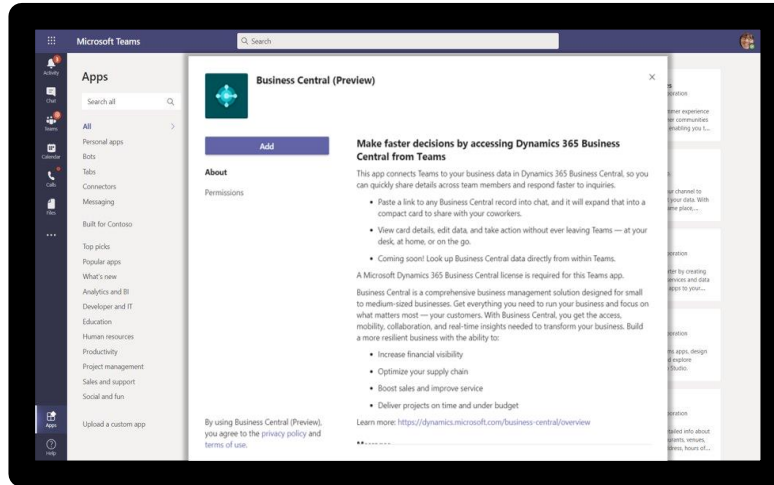 Microsoft Teams
Search
Activity
Chat
Teams
Calendar
Calls
Files
Apps
Help
Apps
Search all
All
Personal apps
Bots
Tabs
Connectors
Messaging
Built for Contoso
Top picks
Popular apps
What's new
Analytics and BI
Developer and IT
Education
Human resources
Productivity
Project management
Sales and support
Social and fun
Upload a custom app
Business Central (Preview)
Add
About
Permissions
By using Business Central (Preview),
you agree to the privacy policy and
terms of use.
Make faster decisions by accessing Dynamics 365 Business
Central from Teams
This app connects Teams to your business data in Dynamics 365 Business Central, so you
can quickly share details across team members and respond faster to inquiries.
• Paste a link to any Business Central record into chat, and it will expand that into a
compact card to share with your coworkers.
• View card details, edit data, and take action without ever leaving Teams — at your
desk, at home, or on the go.
• Coming soon! Look up Business Central data directly from within Teams.
A Microsoft Dynamics 365 Business Central license is required for this Teams app.
Business Central is a comprehensive business management solution designed for small
to medium-sized businesses. Get everything you need to run your business and focus on
what matters most — your customers. With Business Central, you get the access,
mobility, collaboration, and real-time insights needed to transform your business. Build
a more resilient business with the ability to:
• Increase financial visibility
• Optimize your supply chain
• Boost sales and improve service
• Deliver projects on time and under budget
Learn more: https://dynamics.microsoft.com/business-central/overview